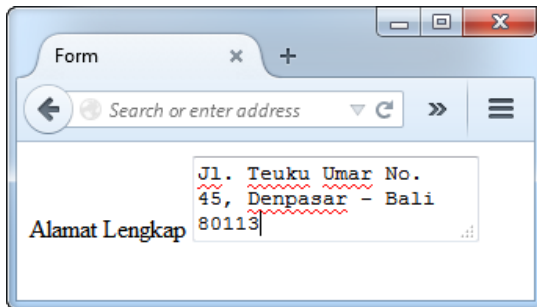 Form
Search or enter address
Jl. Teuku Umar No.
45, Denpasar - Bali
80113
Alamat Lengkap